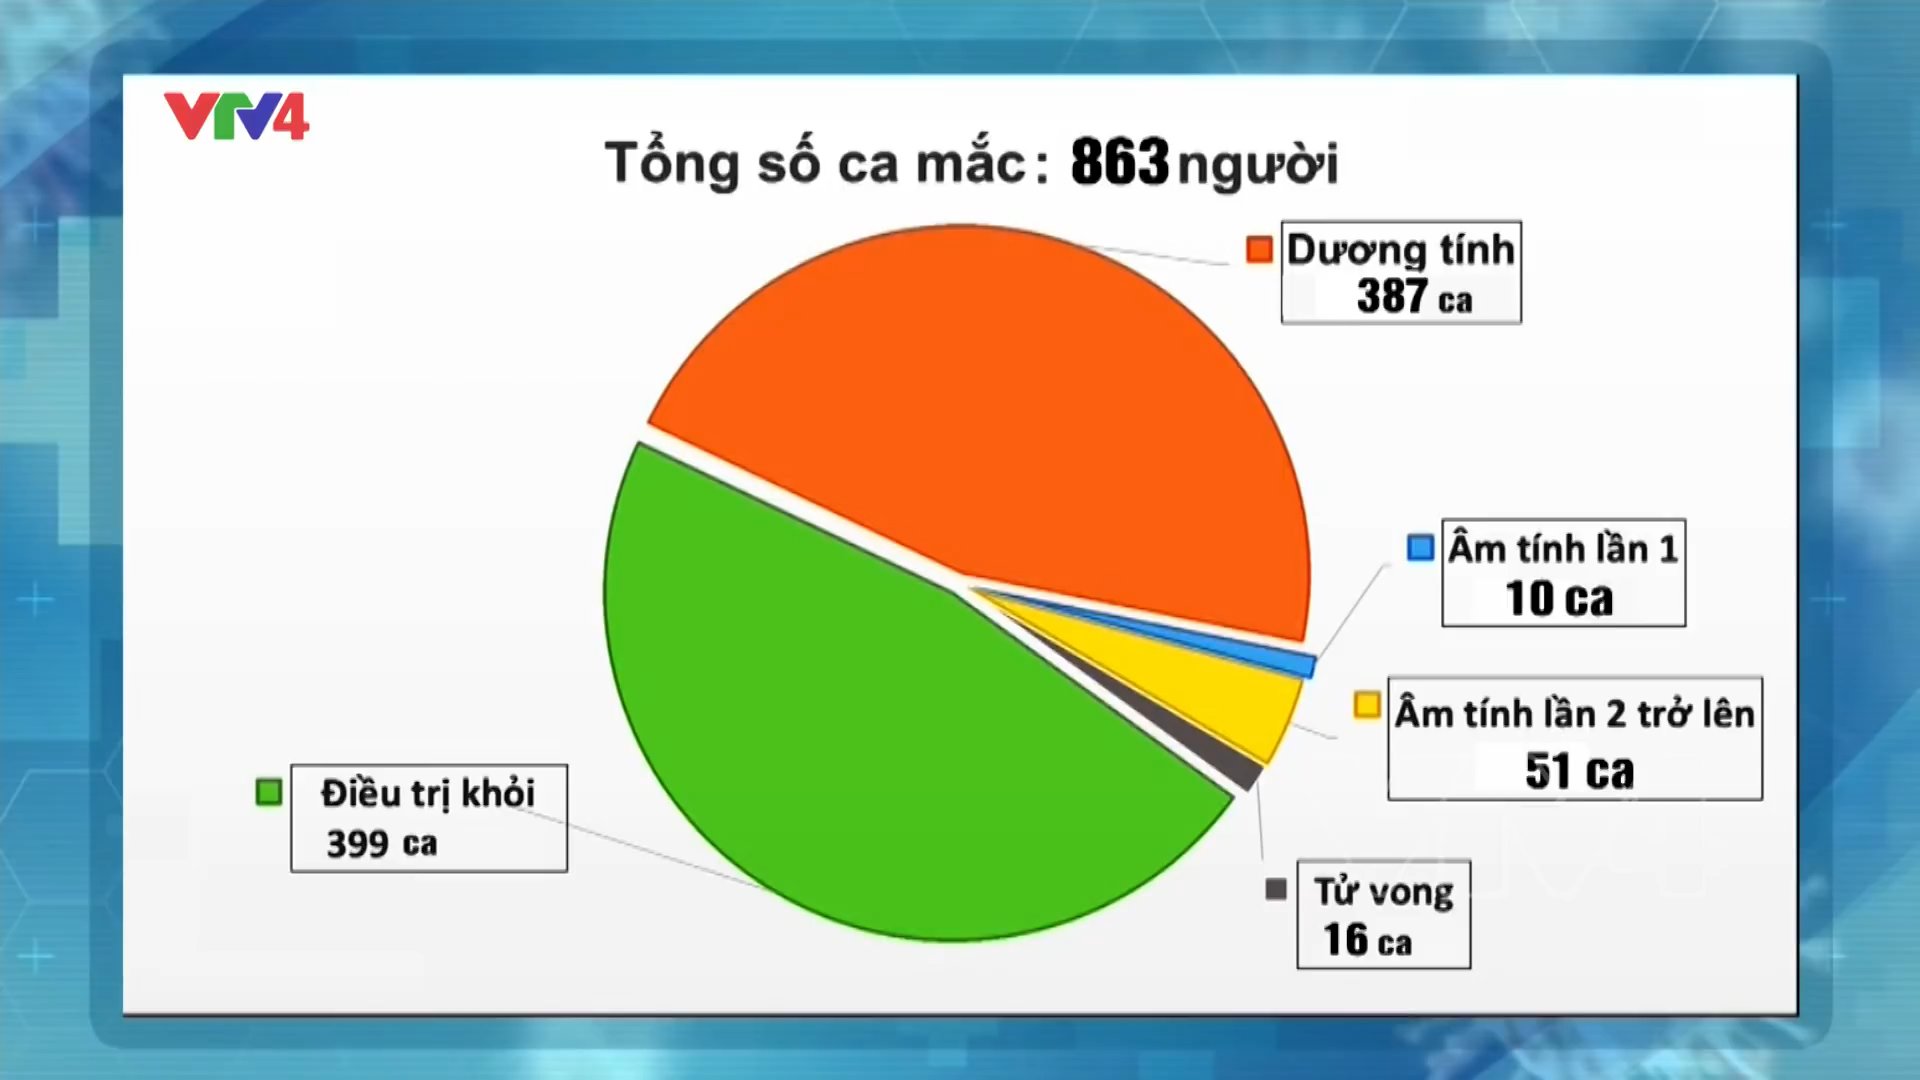 VTV4
Tổng số ca mắc: 863 người
Dương tính
387 ca
Âm tính lần 1
10 ca
Âm tính lần 2 trở lên
51 ca
Điều trị khỏi
399 ca
Tử vong
16 ca